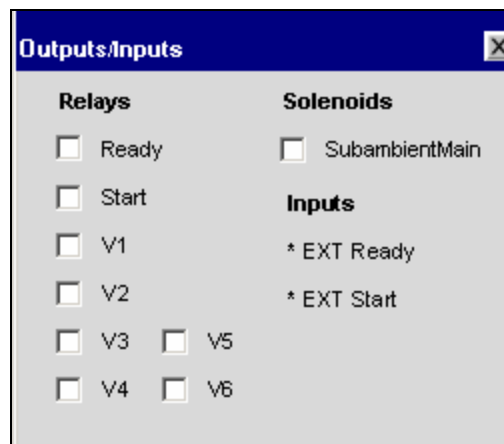 Outputs/Inputs
Relays
Ready
Start
V1
V2
V3 V5
V4 V6
Solenoids
SubambientMain
Inputs
* EXT Ready
* EXT Start